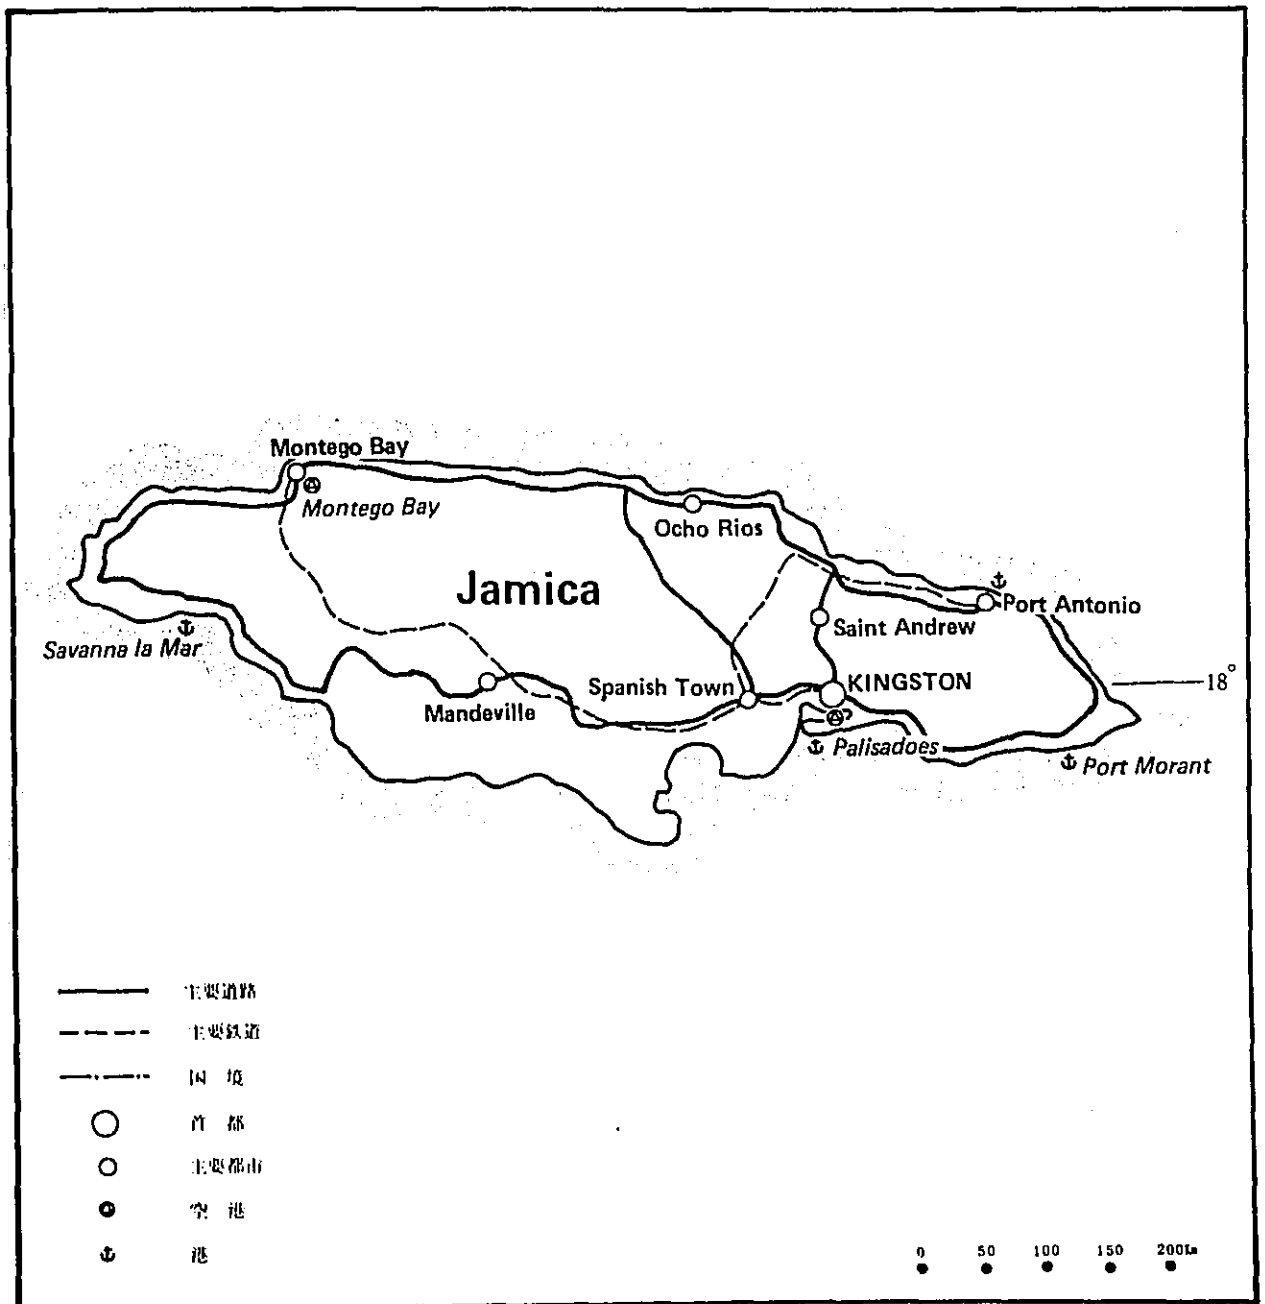 Montego Bay
Montego Bay
Ocho Rios
Jamica
Port Antonio
Saint Andrew
Savanna la Mar
18°
KINGSTON
Spanish Town
Mandeville
Palisadoes
Port Morant
主要道路
主要鉄道
国 境
首 都
主要都市
空 港
港
0 50 100 150 200km